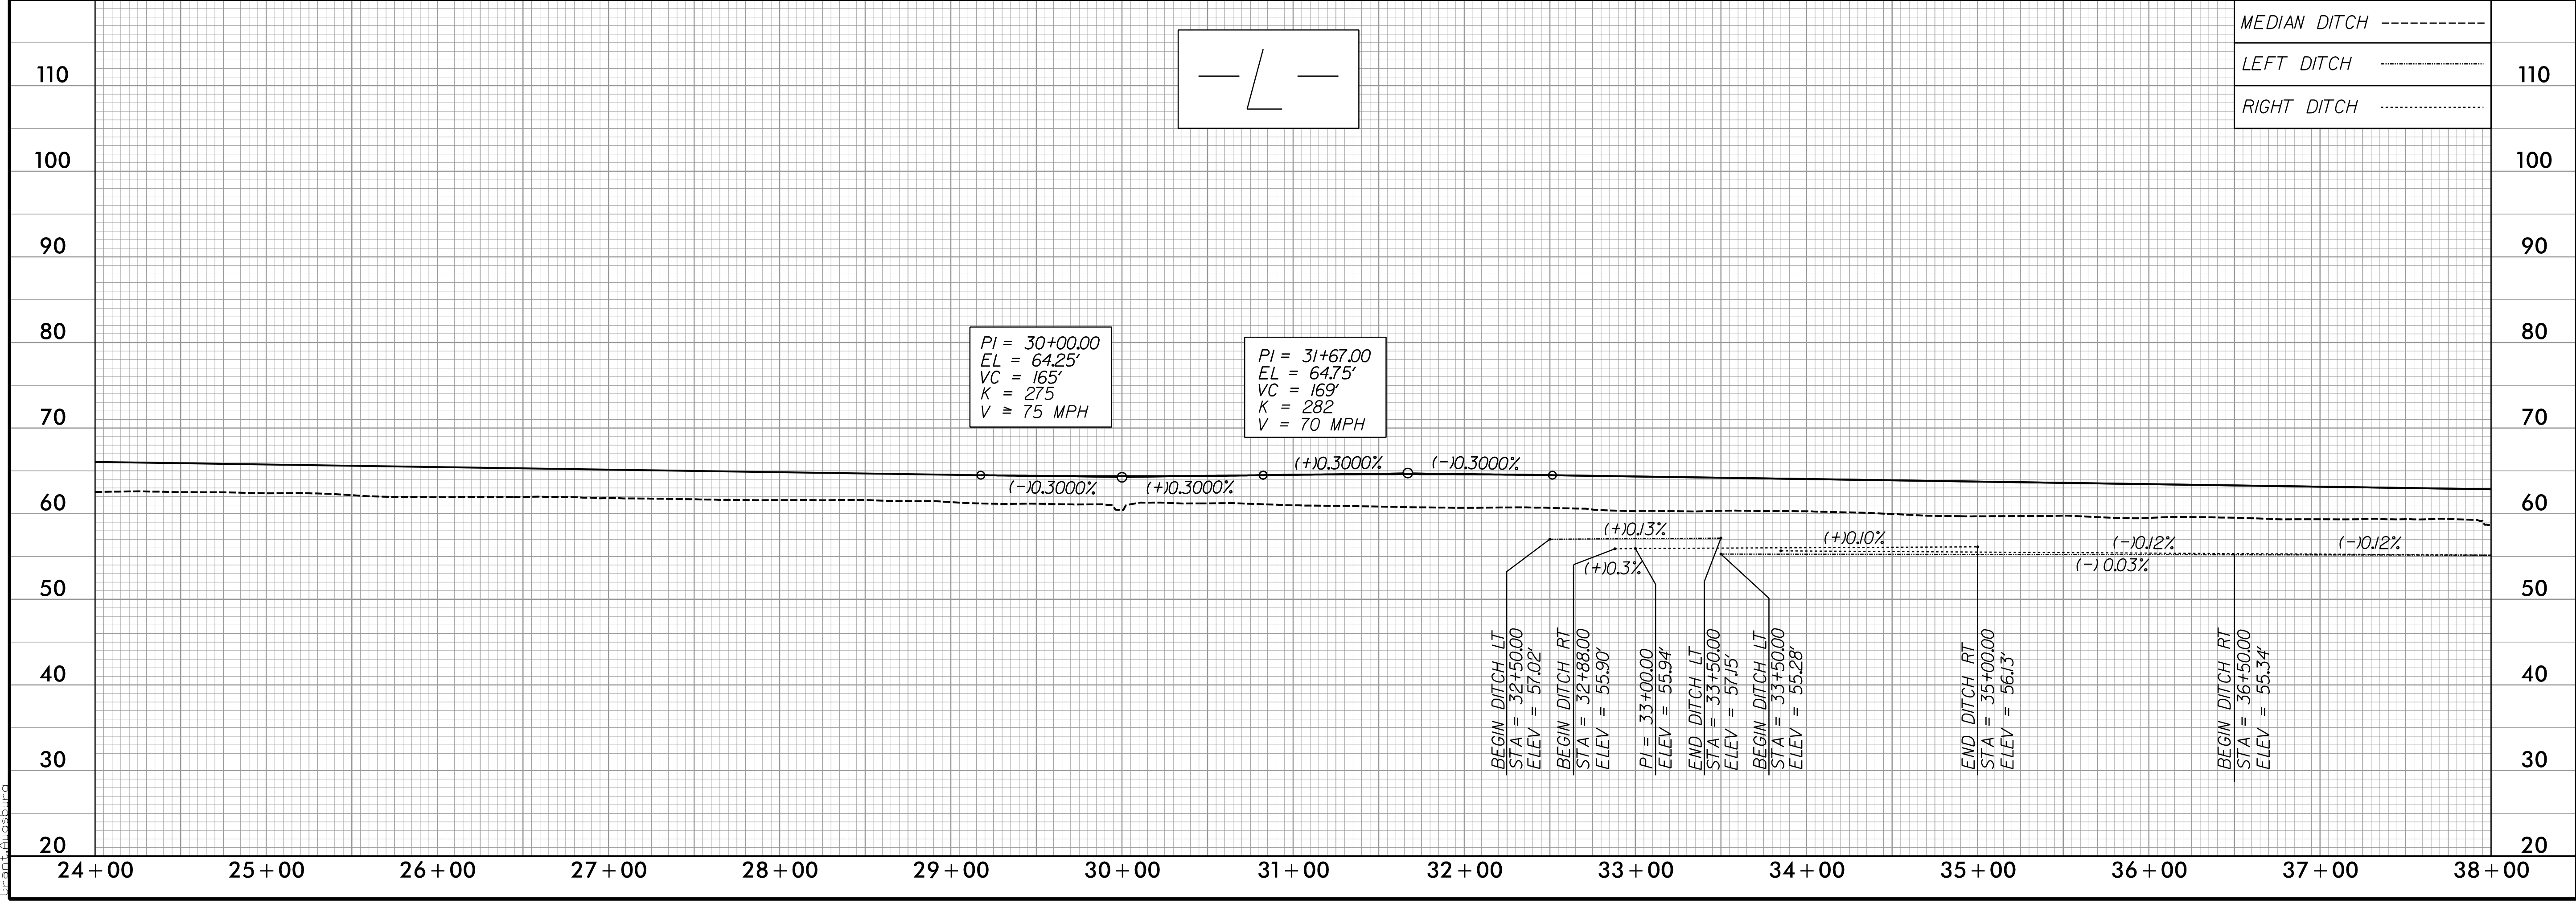 MEDIAN DITCH
LEFT DITCH
RIGHT DITCH
-L-
110
110
100
100
90
90
80
80
PI = 30+00.00
EL = 64.25'
VC = 165'
K = 275
V ≥ 75 MPH
PI = 31+67.00
EL = 64.75'
VC = 169'
K = 282
V = 70 MPH
70
70
(+)0.3000%
(-)0.3000%
(-)0.3000%
(+)0.3000%
60
60
(+)0.13%
(+)0.10%
(-)0.12%
(-)0.12%
(+)0.3%
(-) 0.03%
50
50
BEGIN DITCH LT
STA = 32+50.00
ELEV = 57.02'
BEGIN DITCH RT
STA = 32+88.00
ELEV = 55.90'
PI = 33+00.00
ELEV = 55.94'
END DITCH LT
STA = 33+50.00
ELEV = 57.15'
BEGIN DITCH LT
STA = 33+50.00
ELEV = 55.28'
END DITCH RT
STA = 35+00.00
ELEV = 56.13'
BEGIN DITCH RT
STA = 36+50.00
ELEV = 55.34'
40
40
30
30
20
20
24+00 25+00 26+00 27+00 28+00 29+00 30+00 31+00 32+00 33+00 34+00 35+00 36+00 37+00 38+00